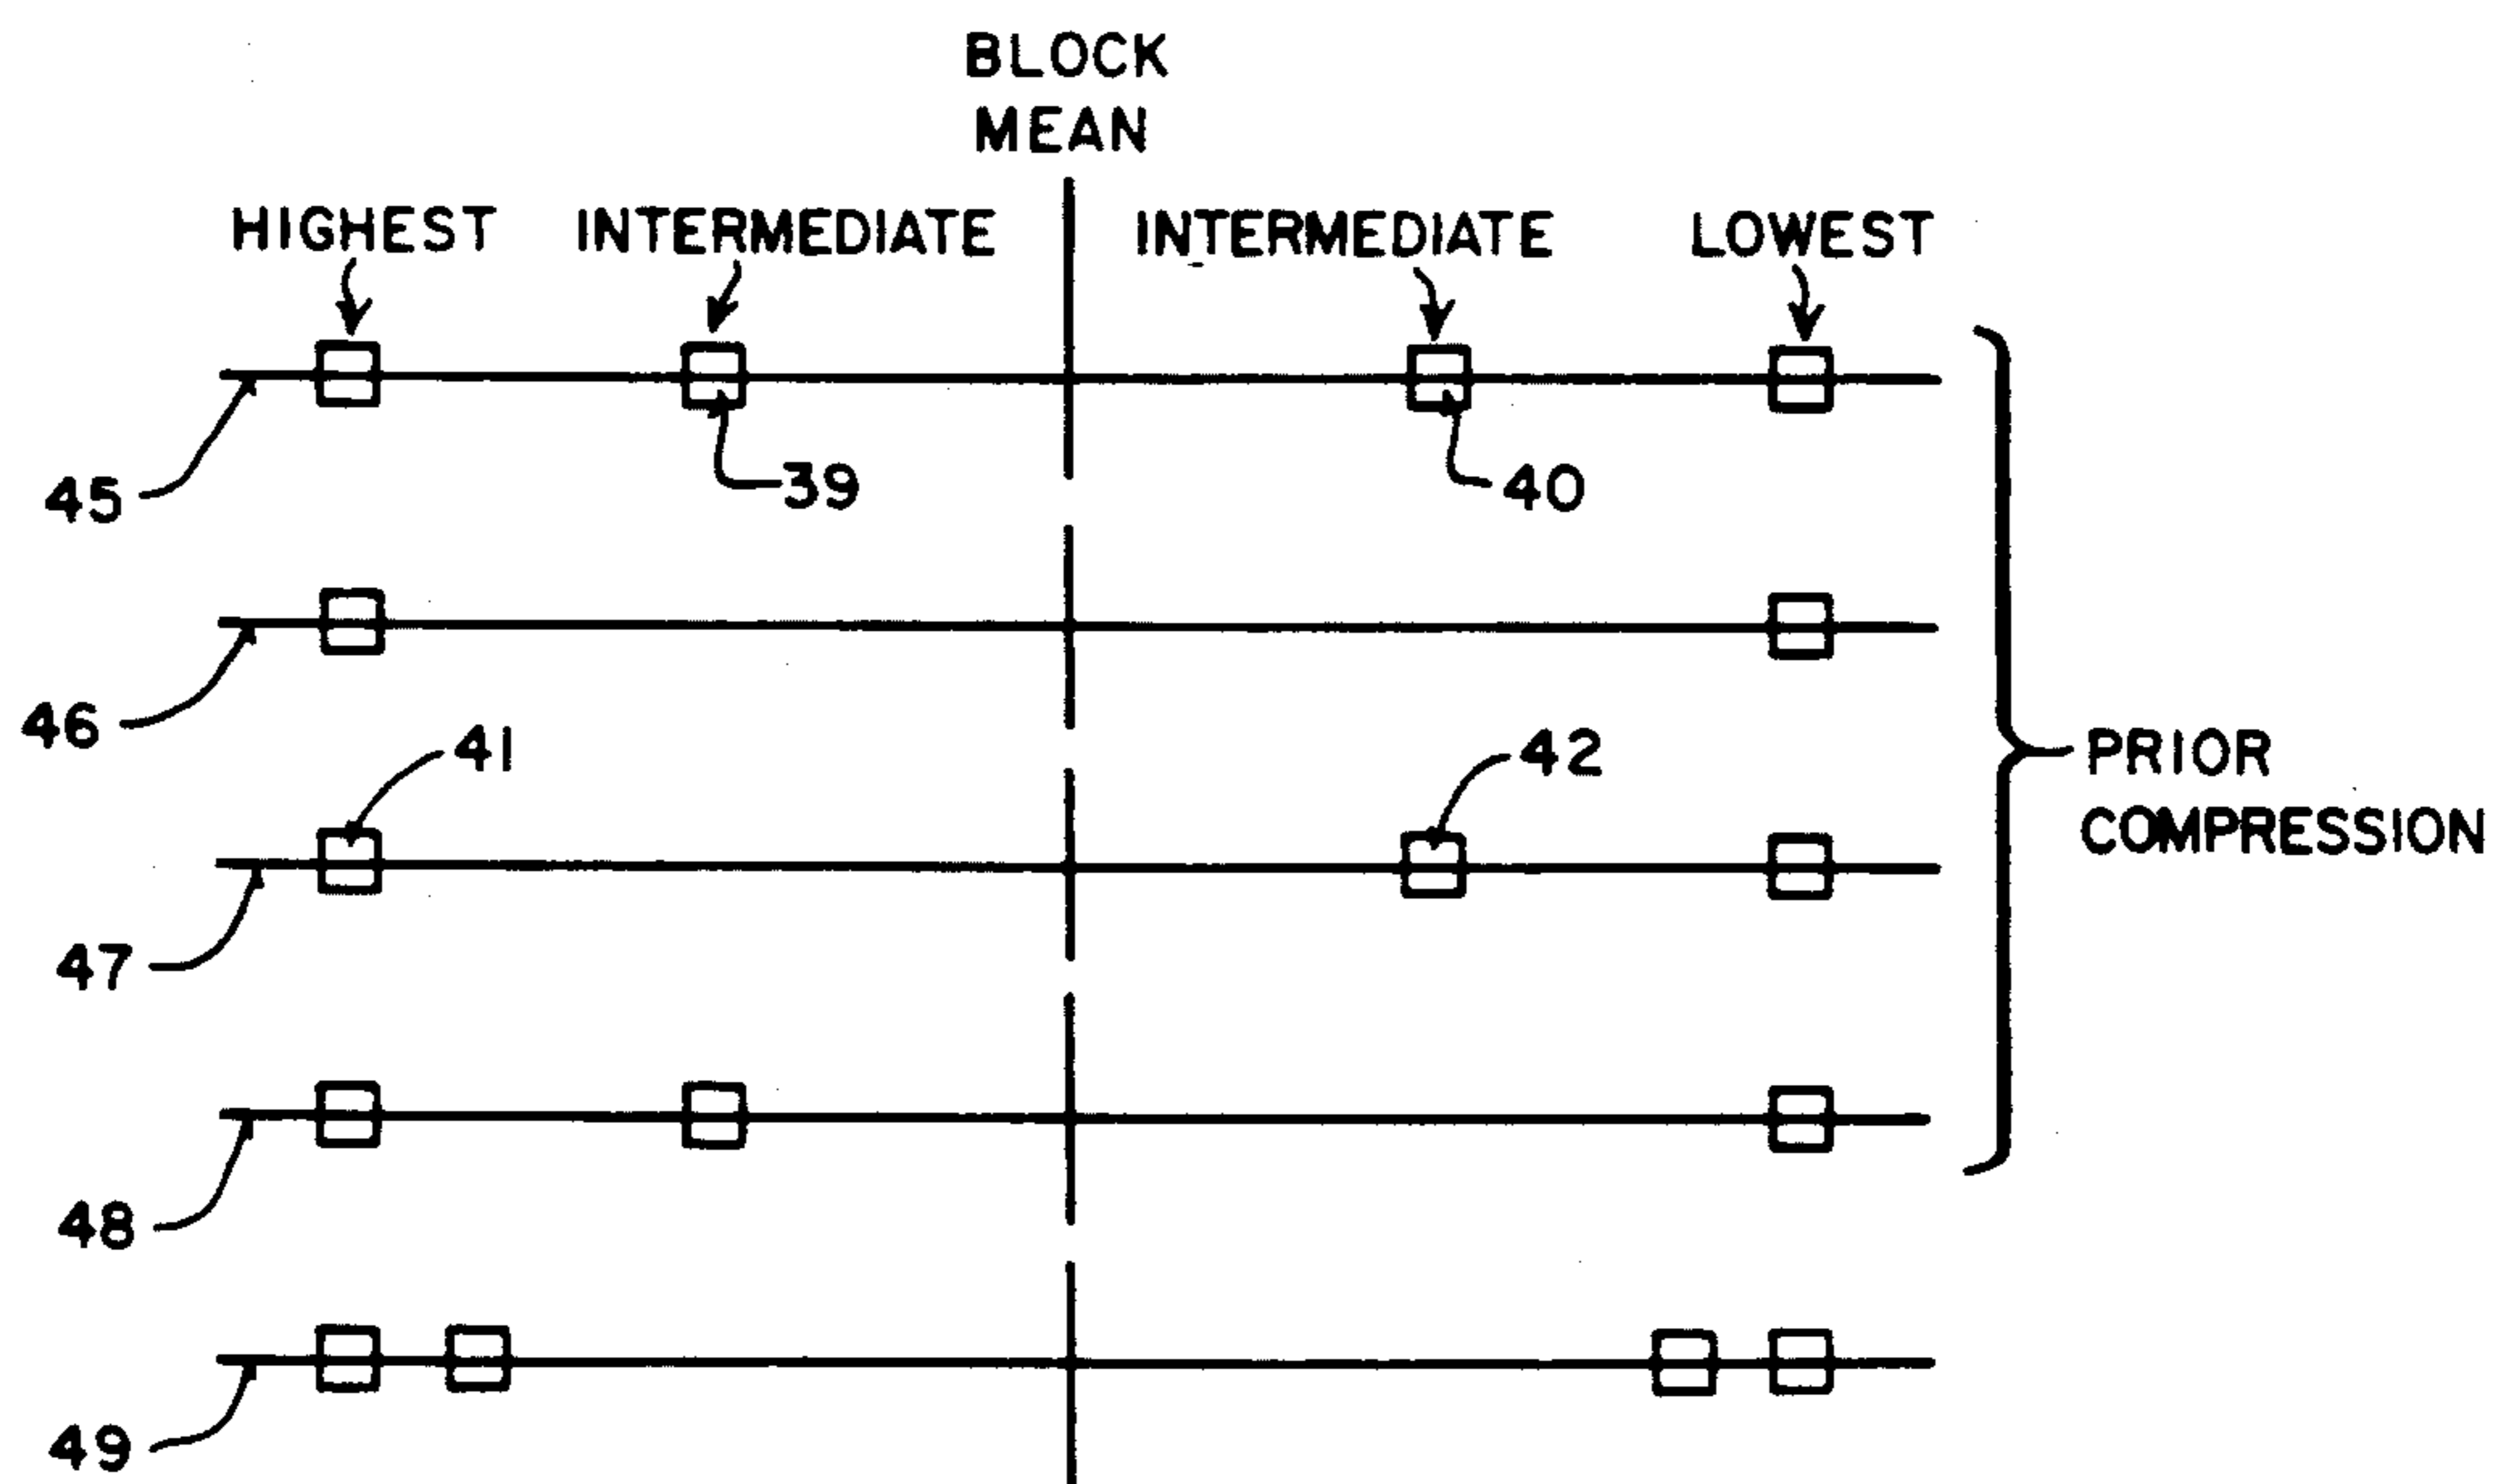 BLOCK
MEAN
HIGHEST INTERMEDIATE INTERMEDIATE LOWEST
45
39
40
46
41
42
PRIOR
COMPRESSION
47
48
49